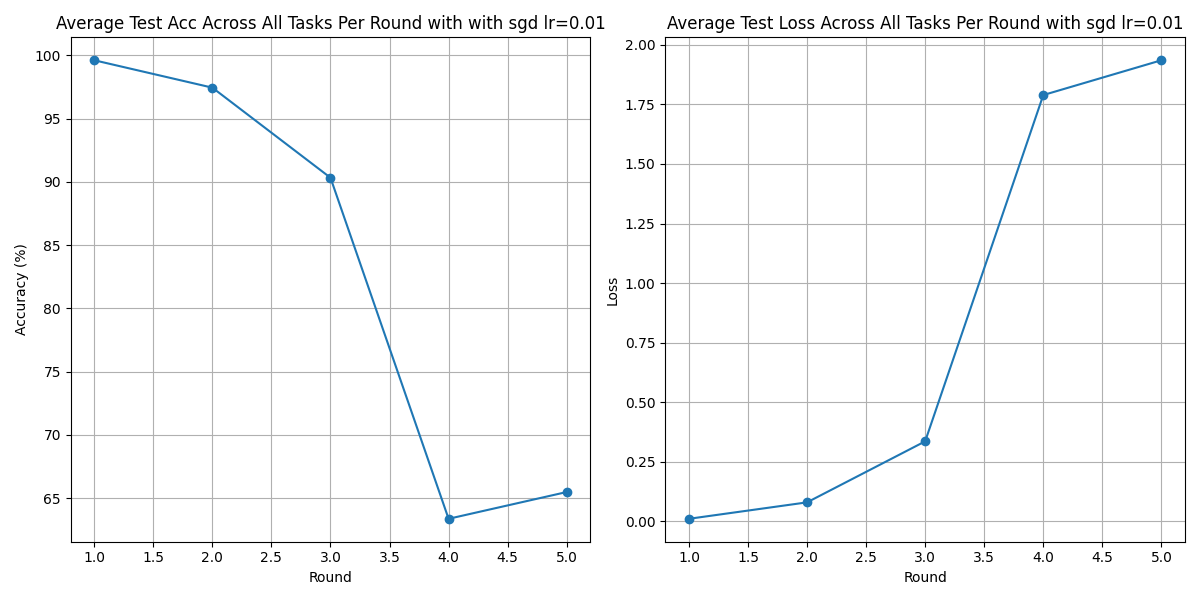 Average Test Acc Across All Tasks Per Round with with sgd lr=0.01
100
95
90
85
80
75
70
65
Accuracy (%)
1.0 1.5 2.0 2.5 3.0 3.5 4.0 4.5 5.0
Round
Average Test Loss Across All Tasks Per Round with sgd lr=0.01
2.00
1.75
1.50
1.25
1.00
0.75
0.50
0.25
0.00
Loss
1.0 1.5 2.0 2.5 3.0 3.5 4.0 4.5 5.0
Round